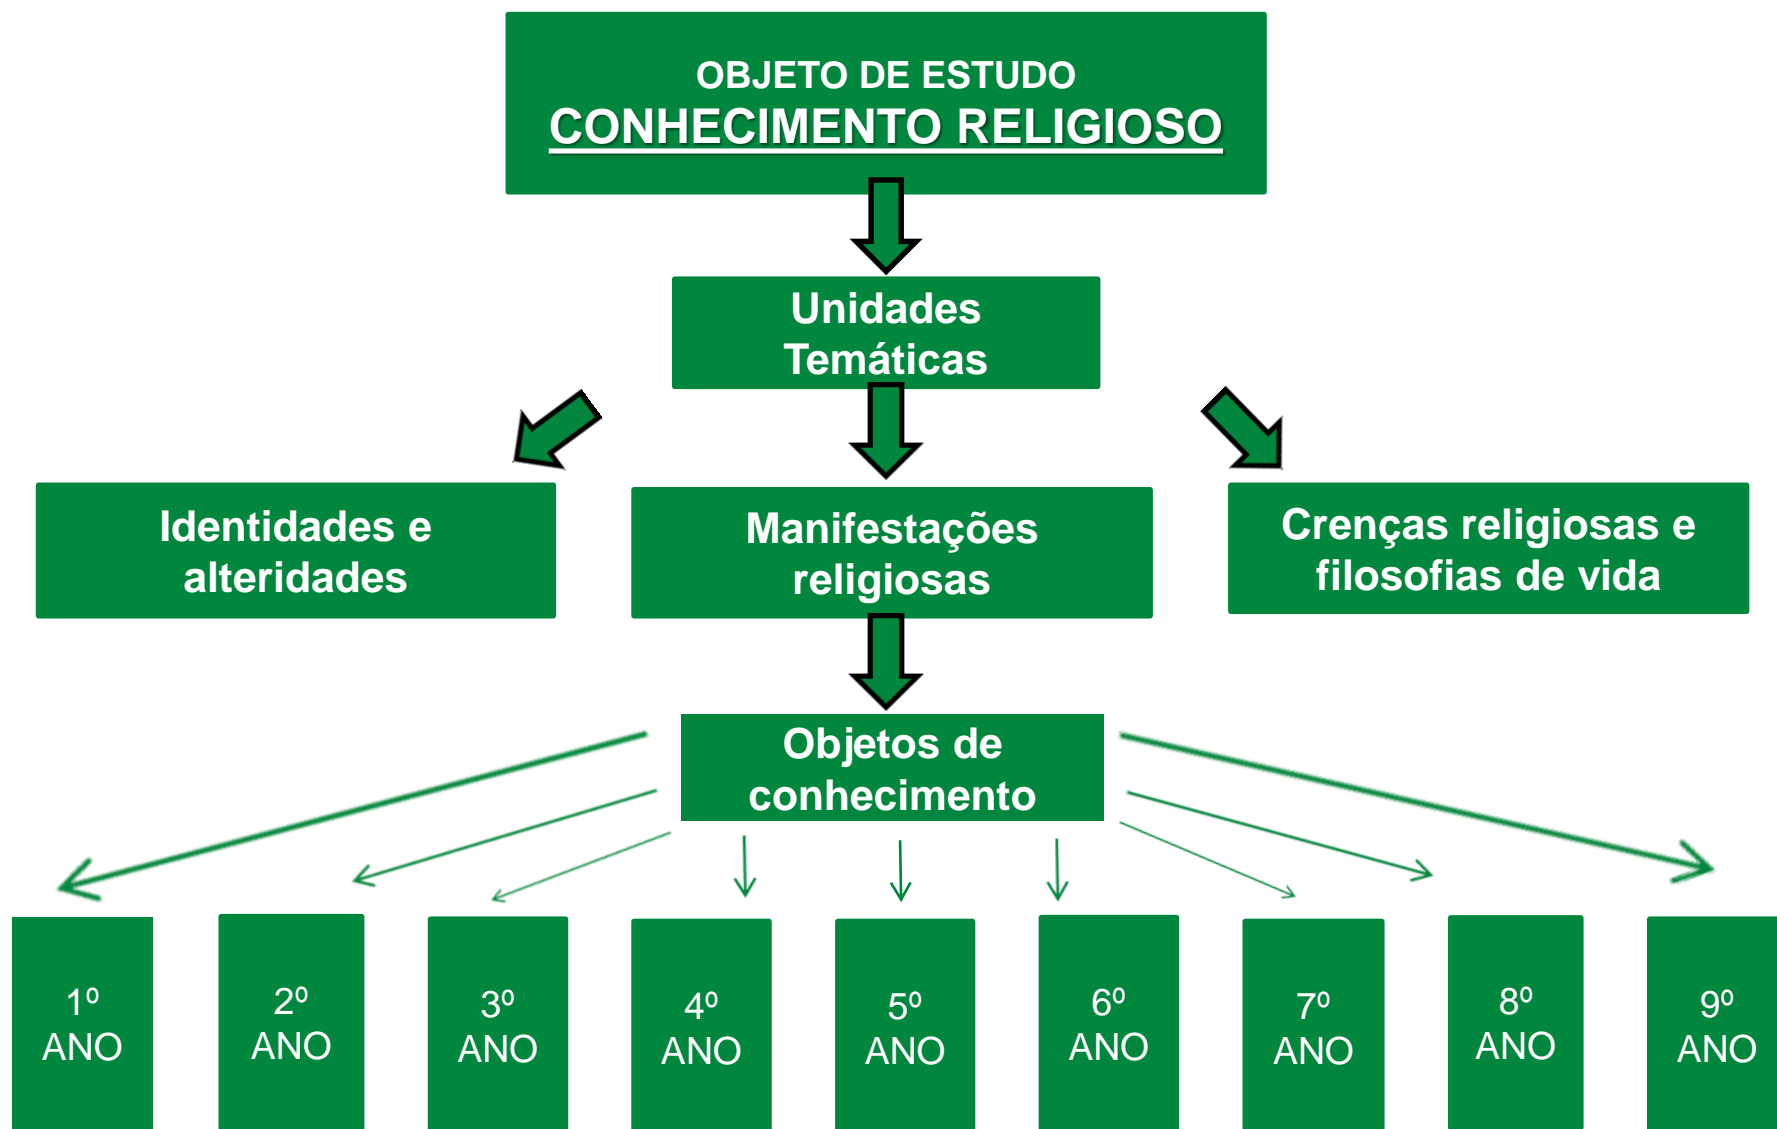 OBJETO DE ESTUDO
CONHECIMENTO RELIGIOSO
Unidades
Temáticas
Identidades e
alteridades
Manifestações
religiosas
Crenças religiosas e
filosofias de vida
Objetos de
conhecimento
1º
ANO
2º
ANO
3º
ANO
4º
ANO
5º
ANO
6º
ANO
7º
ANO
8º
ANO
9º
ANO